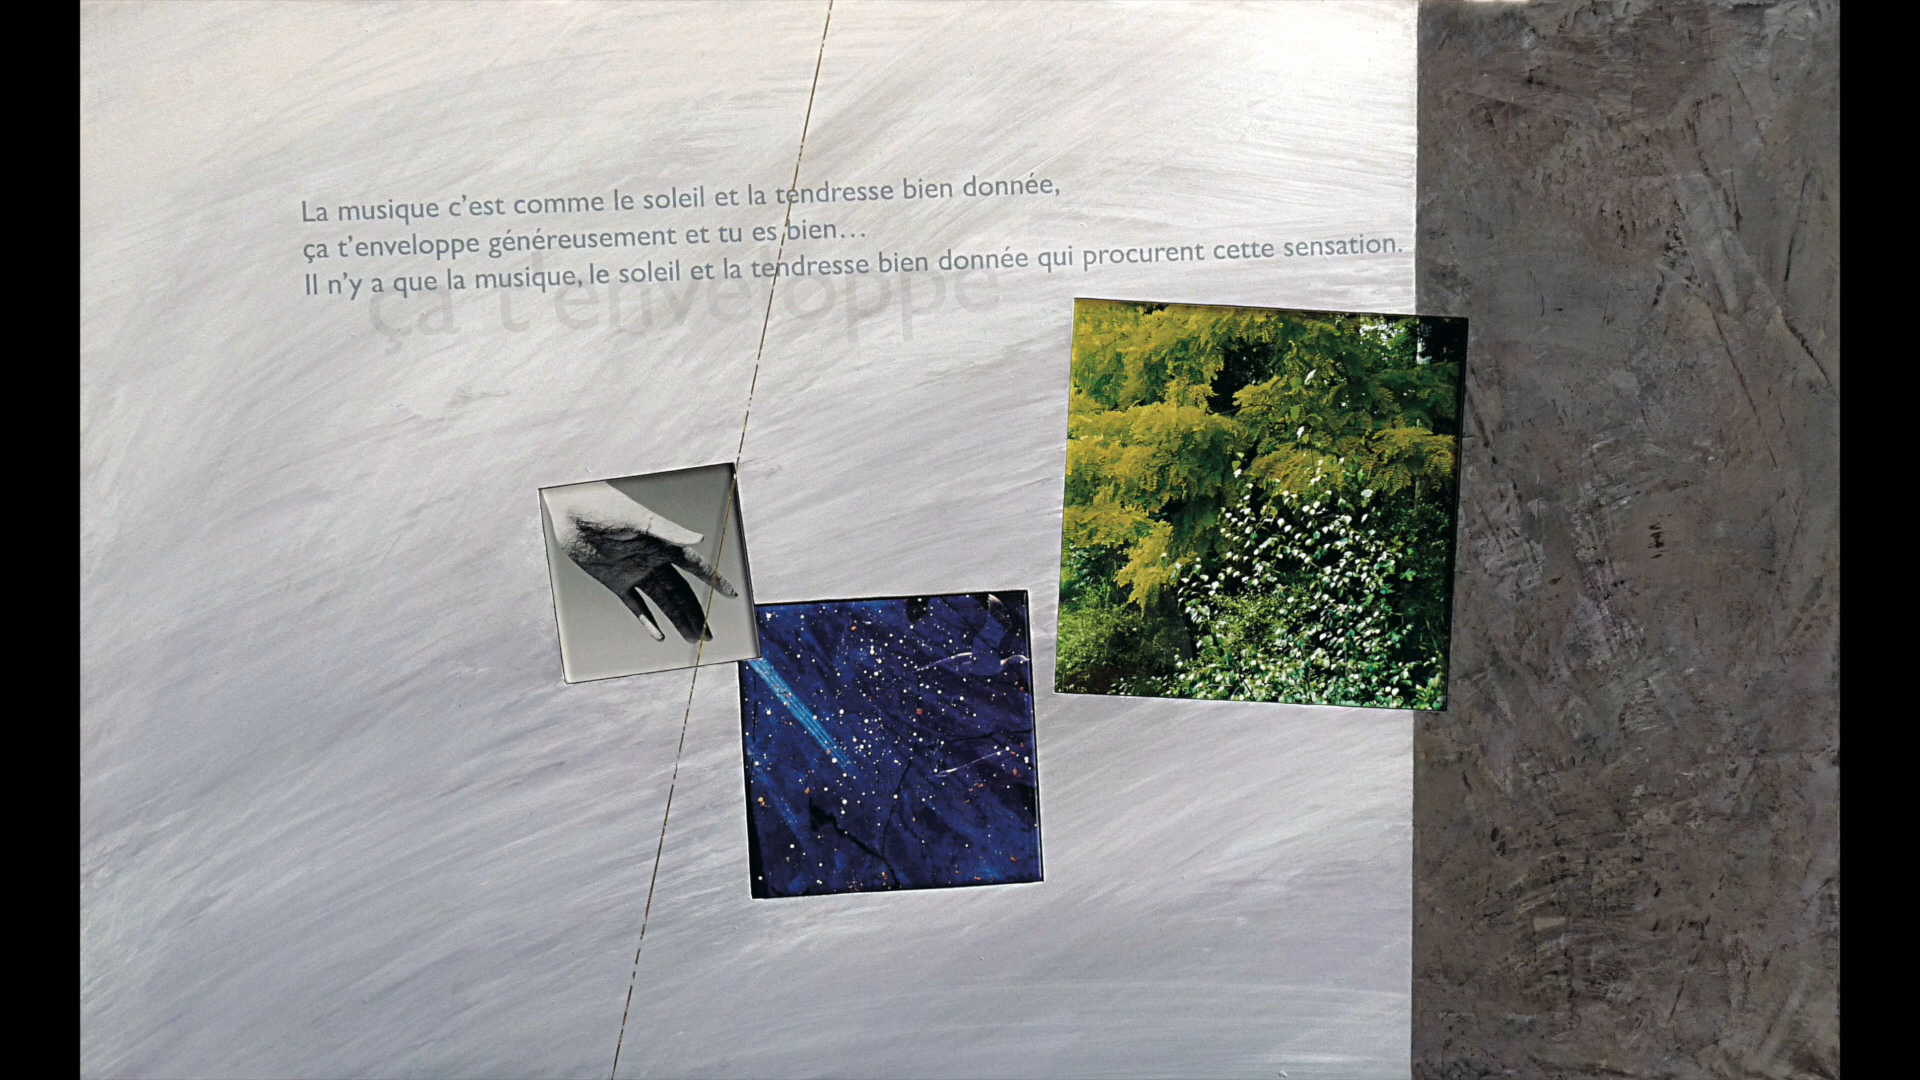 La musique c'est comme le soleil et la tendresse bien donnée,
ça t'enveloppe généreusement et tu es bien...
Il n'y a que la musique, le soleil et la tendresse bien donnée qui procurent cette sensation.
ça t'enveloppe